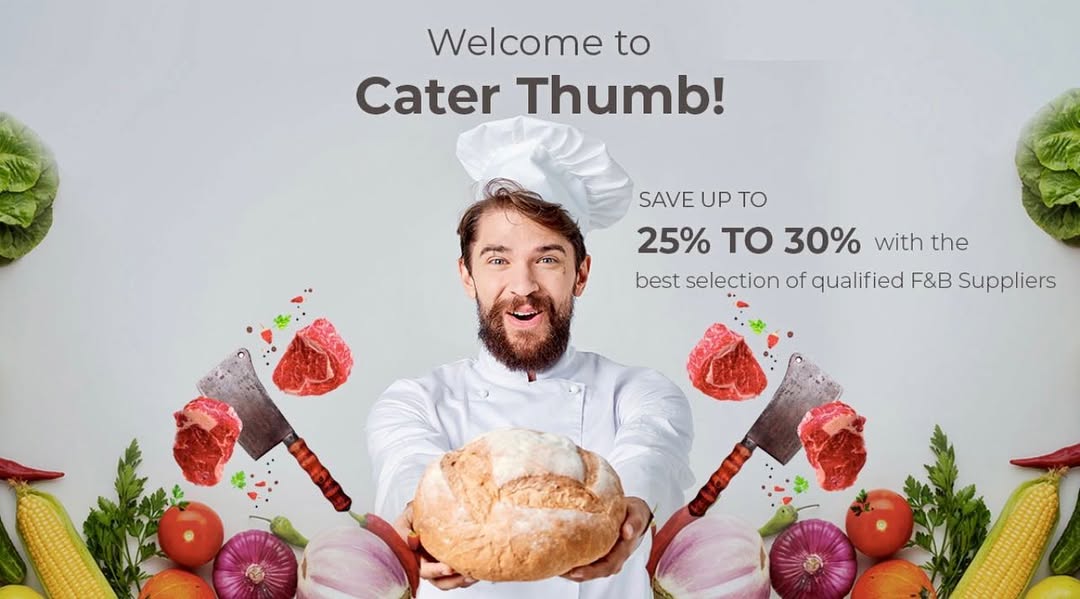 Welcome to
Cater Thumb!
SAVE UP TO
25% TO 30% with the
best selection of qualified F&B Suppliers